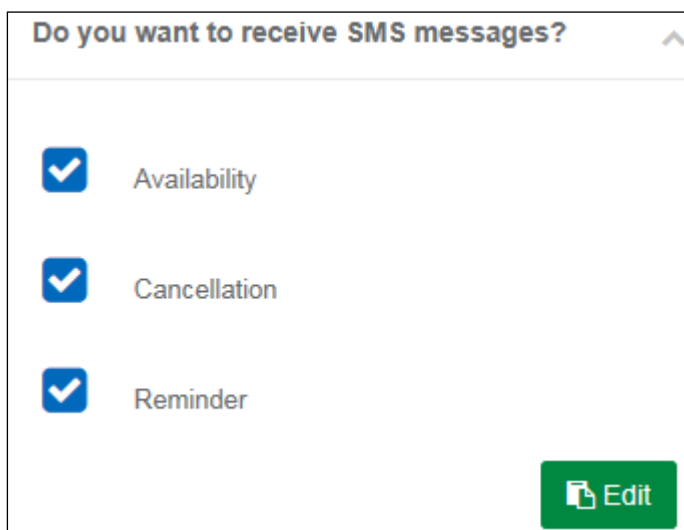 Do you want to receive SMS messages?
Availability
Cancellation
Reminder
Edit